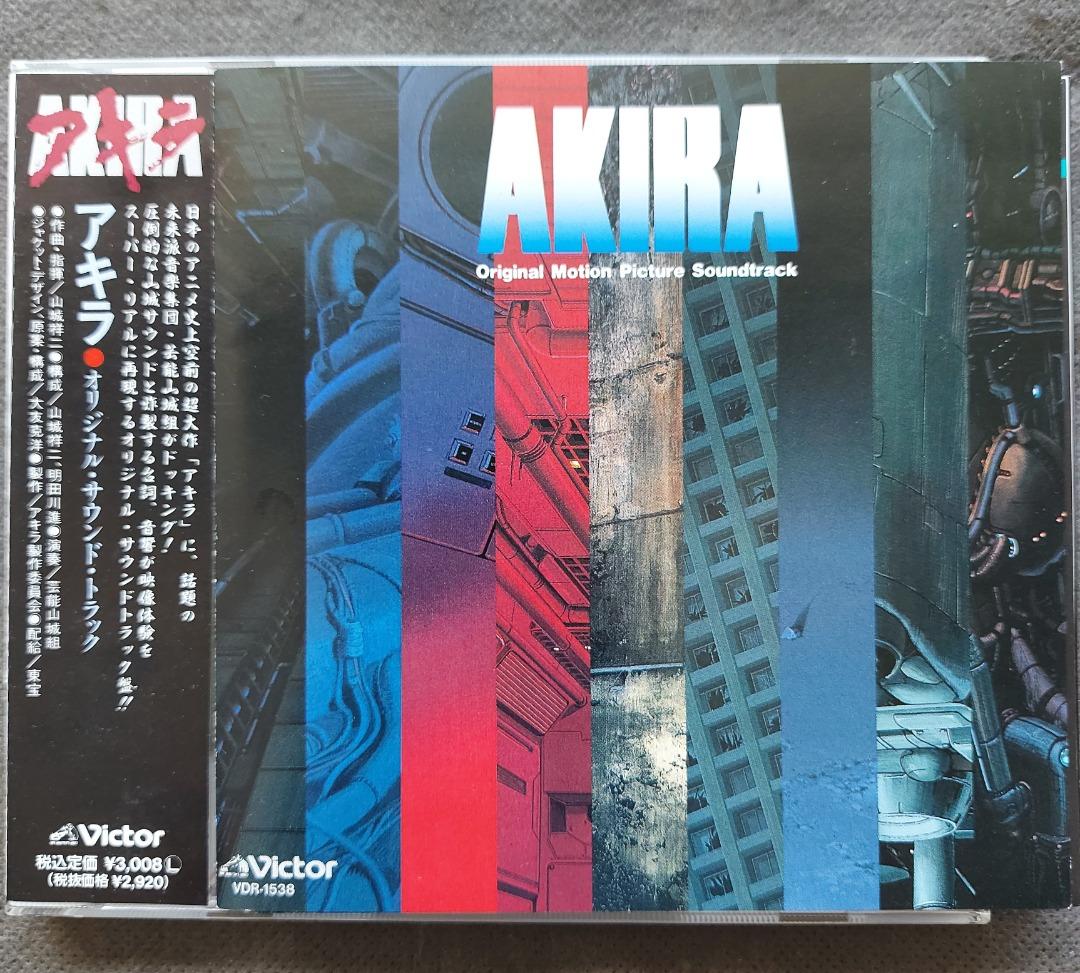 AKIRA
アキラ
日本のアニメ史上空前の超大作「アキラ」に、話題の
未来派音楽集団・芸能山城組がドッキング!
圧倒的な山城サウンドと炸裂する名詞、音響が映像体験を
スーパー・リアルに再現するオリジナル・サウンドトラック盤!!
アキラ●オリジナル・サウンド・トラック
●作曲・指揮/山城祥二●構成/山城祥二、明田川進●演奏/芸能山城組
●ジャケットデザイン、原案・構成/大友克洋●製作/アキラ製作委員会●配給/東宝
Victor
税込定価 ¥3,008 L
(税抜価格 ¥2,920)
AKIRA
Original Motion Picture Soundtrack
Victor
VDR-1538